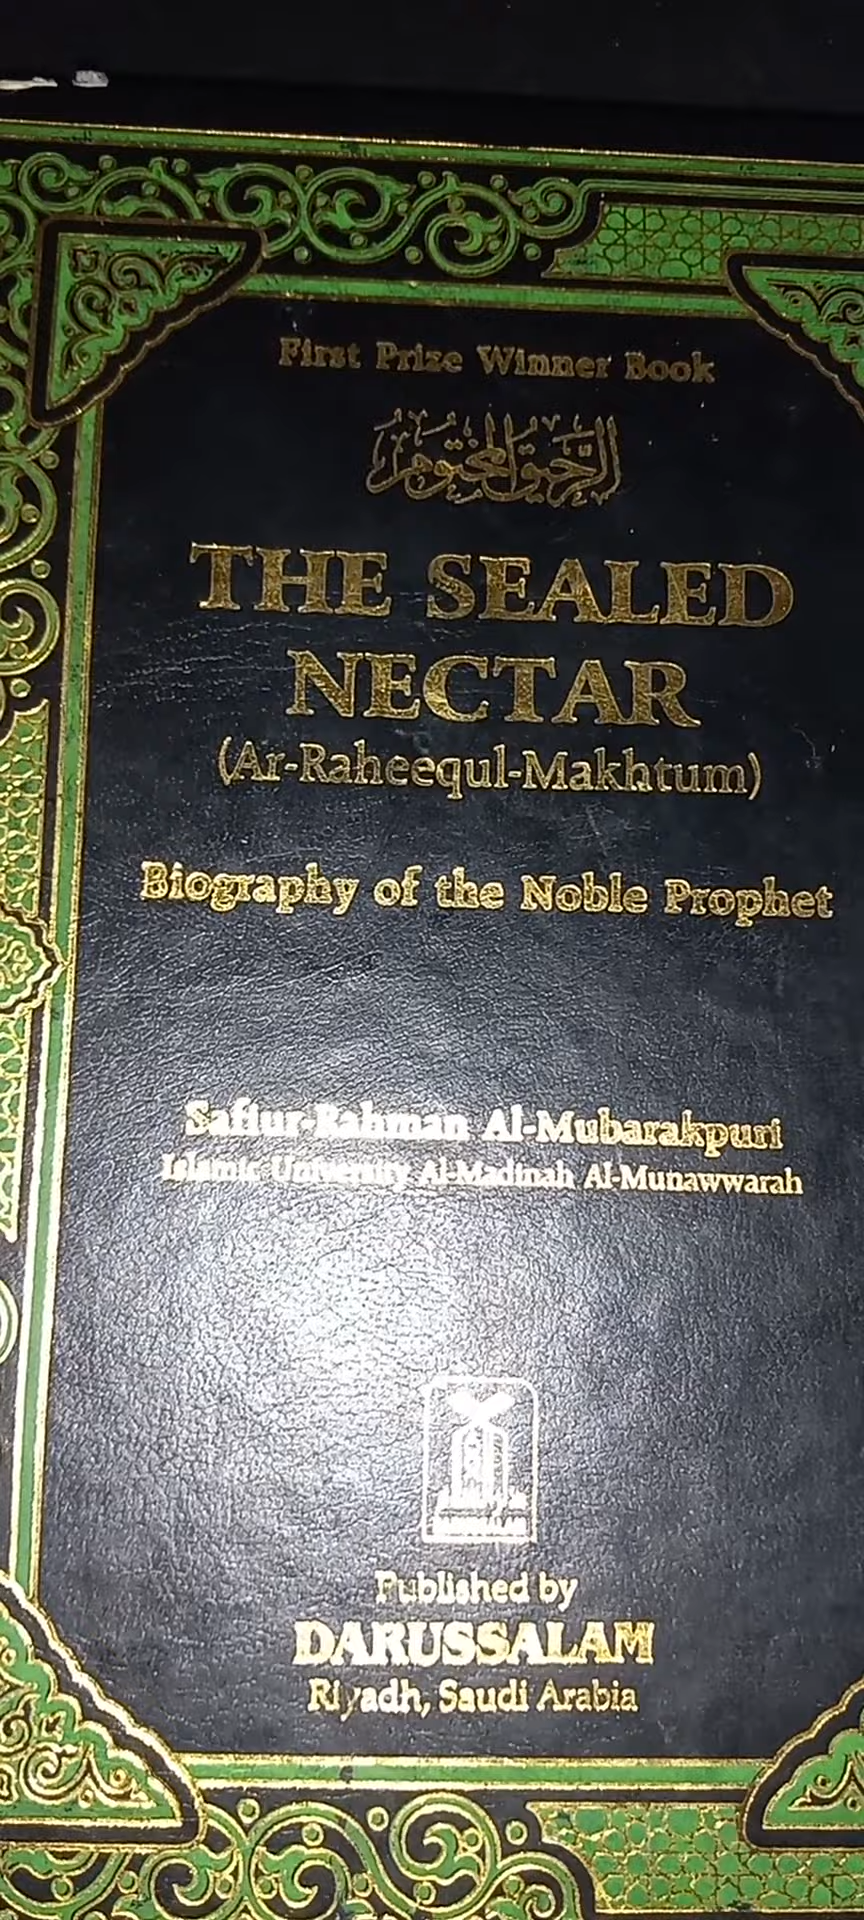 First Prize Winner Book
الرحيق المختوم
THE SEALED
NECTAR
(Ar-Raheequl-Makhtum)
Biography of the Noble Prophet
Safiur-Rahman Al-Mubarakpuri
Islamic University Al-Madinah Al-Munawwarah
Published by
DARUSSALAM
Riyadh, Saudi Arabia